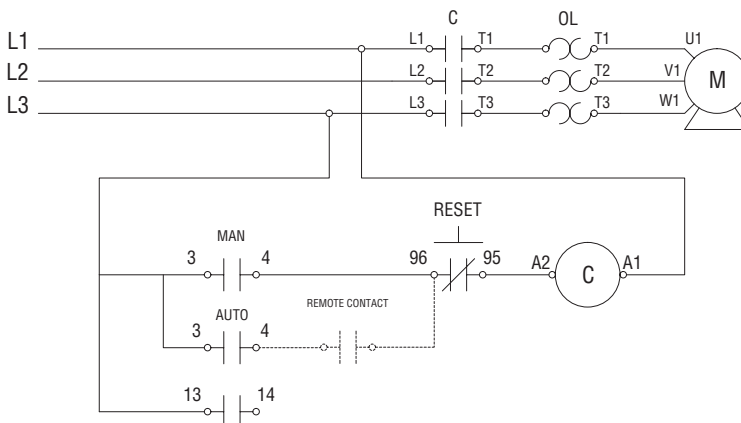 C OL
L1 L1 T1 T1 U1
L2 L2 T2 T2 V1 M
L3 L3 T3 T3 W1
RESET
MAN
3 4 96 95 A2 C A1
REMOTE CONTACT
AUTO
3 4
13 14